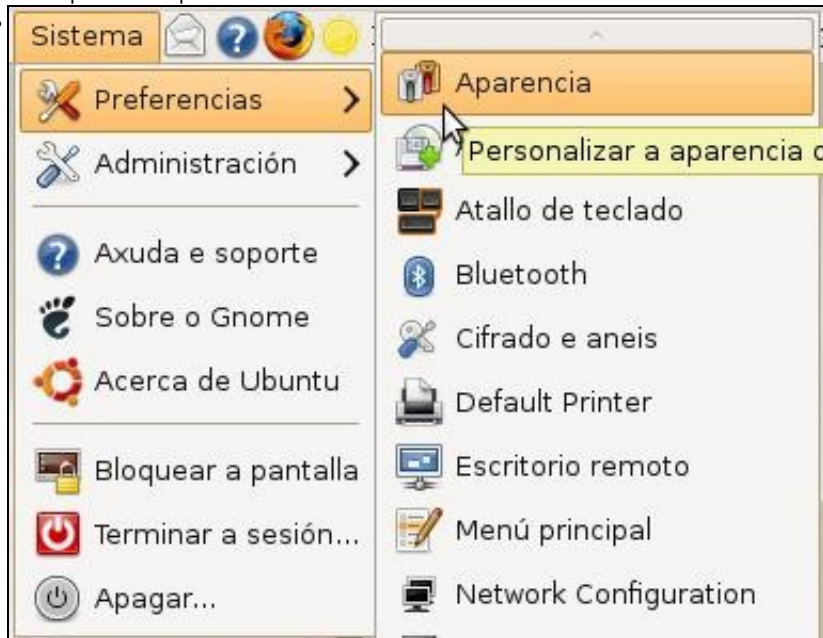 Sistema
Preferencias
Administración
Axuda e soporte
Sobre o Gnome
Acerca de Ubuntu
Bloquear a pantalla
Terminar a sesión...
Apagar...
Aparencia
Personalizar a aparencia
Atallo de teclado
Bluetooth
Cifrado e aneis
Default Printer
Escritorio remoto
Menú principal
Network Configuration